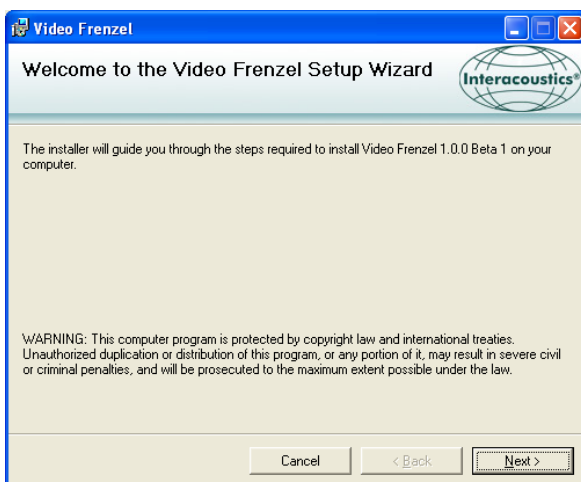 Video Frenzel
Welcome to the Video Frenzel Setup Wizard
Interacoustics®
The installer will guide you through the steps required to install Video Frenzel 1.0.0 Beta 1 on your
computer.
WARNING: This computer program is protected by copyright law and international treaties.
Unauthorized duplication or distribution of this program, or any portion of it, may result in severe civil
or criminal penalties, and will be prosecuted to the maximum extent possible under the law.
Cancel
< Back
Next >